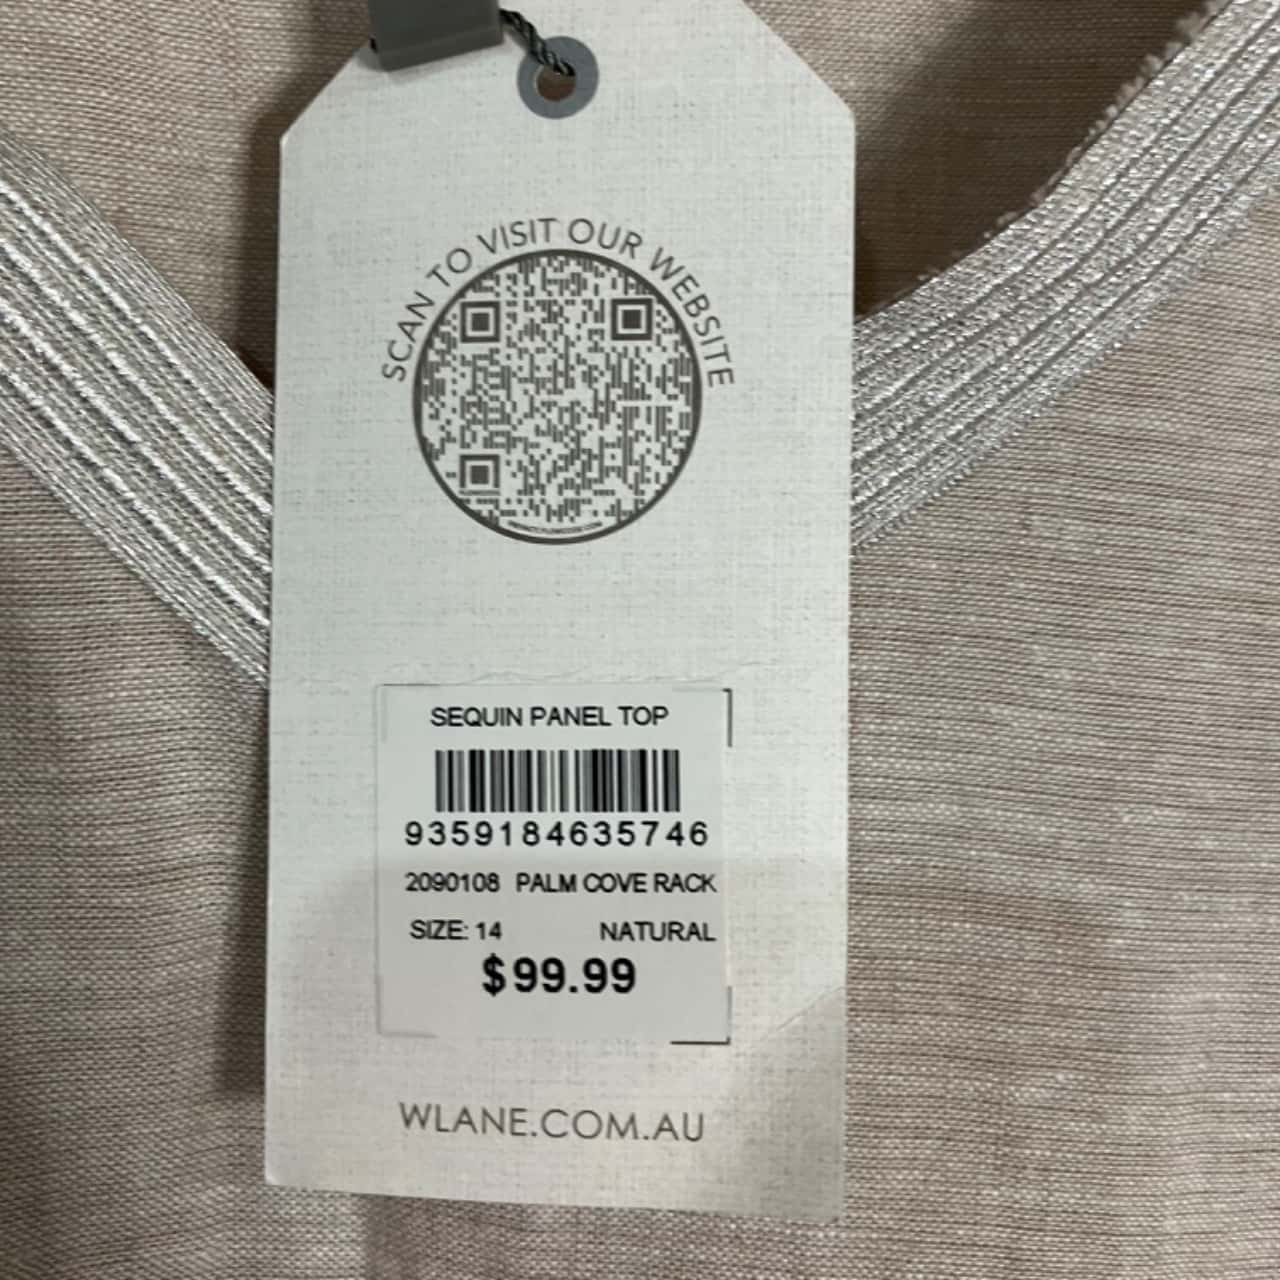 SCAN TO VISIT OUR WEBSITE
SEQUIN PANEL TOP
9359184635746
2090108 PALM COVE RACK
SIZE: 14 NATURAL
$99.99
WLANE.COM.AU